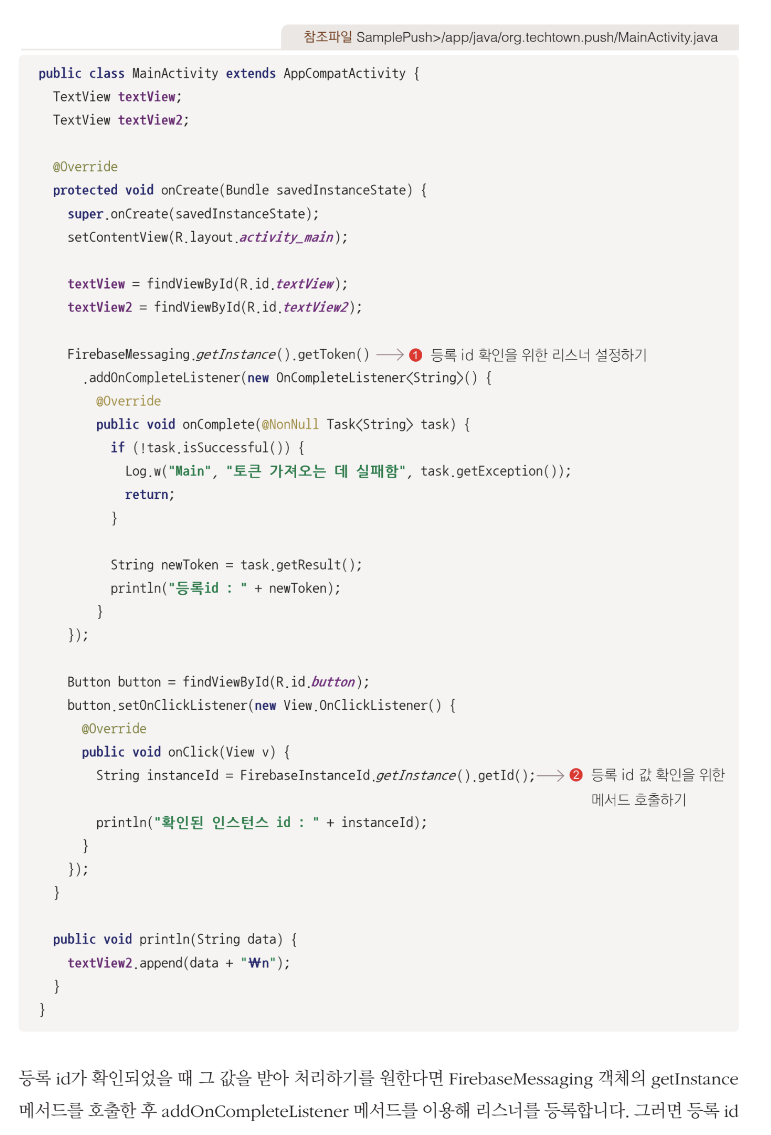 참조파일 SamplePush>/app/java/org.techtown.push/MainActivity.java
public class MainActivity extends AppCompatActivity {
TextView textView;
TextView textView2;
@Override
protected void onCreate(Bundle savedInstanceState) {
super.onCreate(savedInstanceState);
setContentView(R.layout.activity_main);
textView = findViewById(R.id.textView);
textView2 = findViewById(R.id.textView2);
FirebaseMessaging.getInstance().getToken() → ❶ 등록 id 확인을 위한 리스너 설정하기
.addOnCompleteListener(new OnCompleteListener<String>() {
@Override
public void onComplete(@NonNull Task<String> task) {
if (!task.isSuccessful()) {
Log.w("Main", "토큰 가져오는 데 실패함", task.getException());
return;
}
String newToken = task.getResult();
println("등록id : " + newToken);
}
});
Button button = findViewById(R.id.button);
button.setOnClickListener(new View.OnClickListener() {
@Override
public void onClick(View v) {
String instanceId = FirebaseInstanceId.getInstance().getId(); → ❷ 등록 id 값 확인을 위한
메서드 호출하기
println("확인된 인스턴스 id : " + instanceId);
}
});
}
public void println(String data) {
textView2.append(data + "₩n");
}
}
등록 id가 확인되었을 때 그 값을 받아 처리하기를 원한다면 FirebaseMessaging 객체의 getInstance
메서드를 호출한 후 addOnCompleteListener 메서드를 이용해 리스너를 등록합니다. 그러면 등록 id